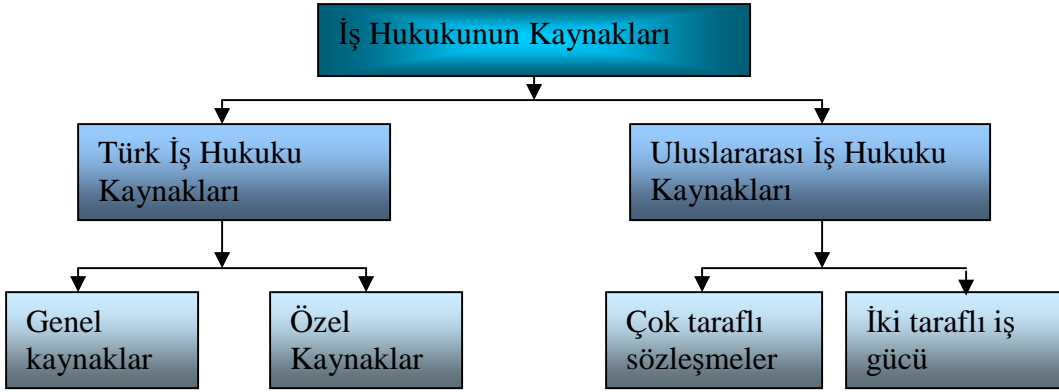 İş Hukukunun Kaynakları
Türk İş Hukuku
Kaynakları
Uluslararası İş Hukuku
Kaynakları
Genel
kaynaklar
Özel
Kaynaklar
Çok taraflı
sözleşmeler
İki taraflı iş
gücü